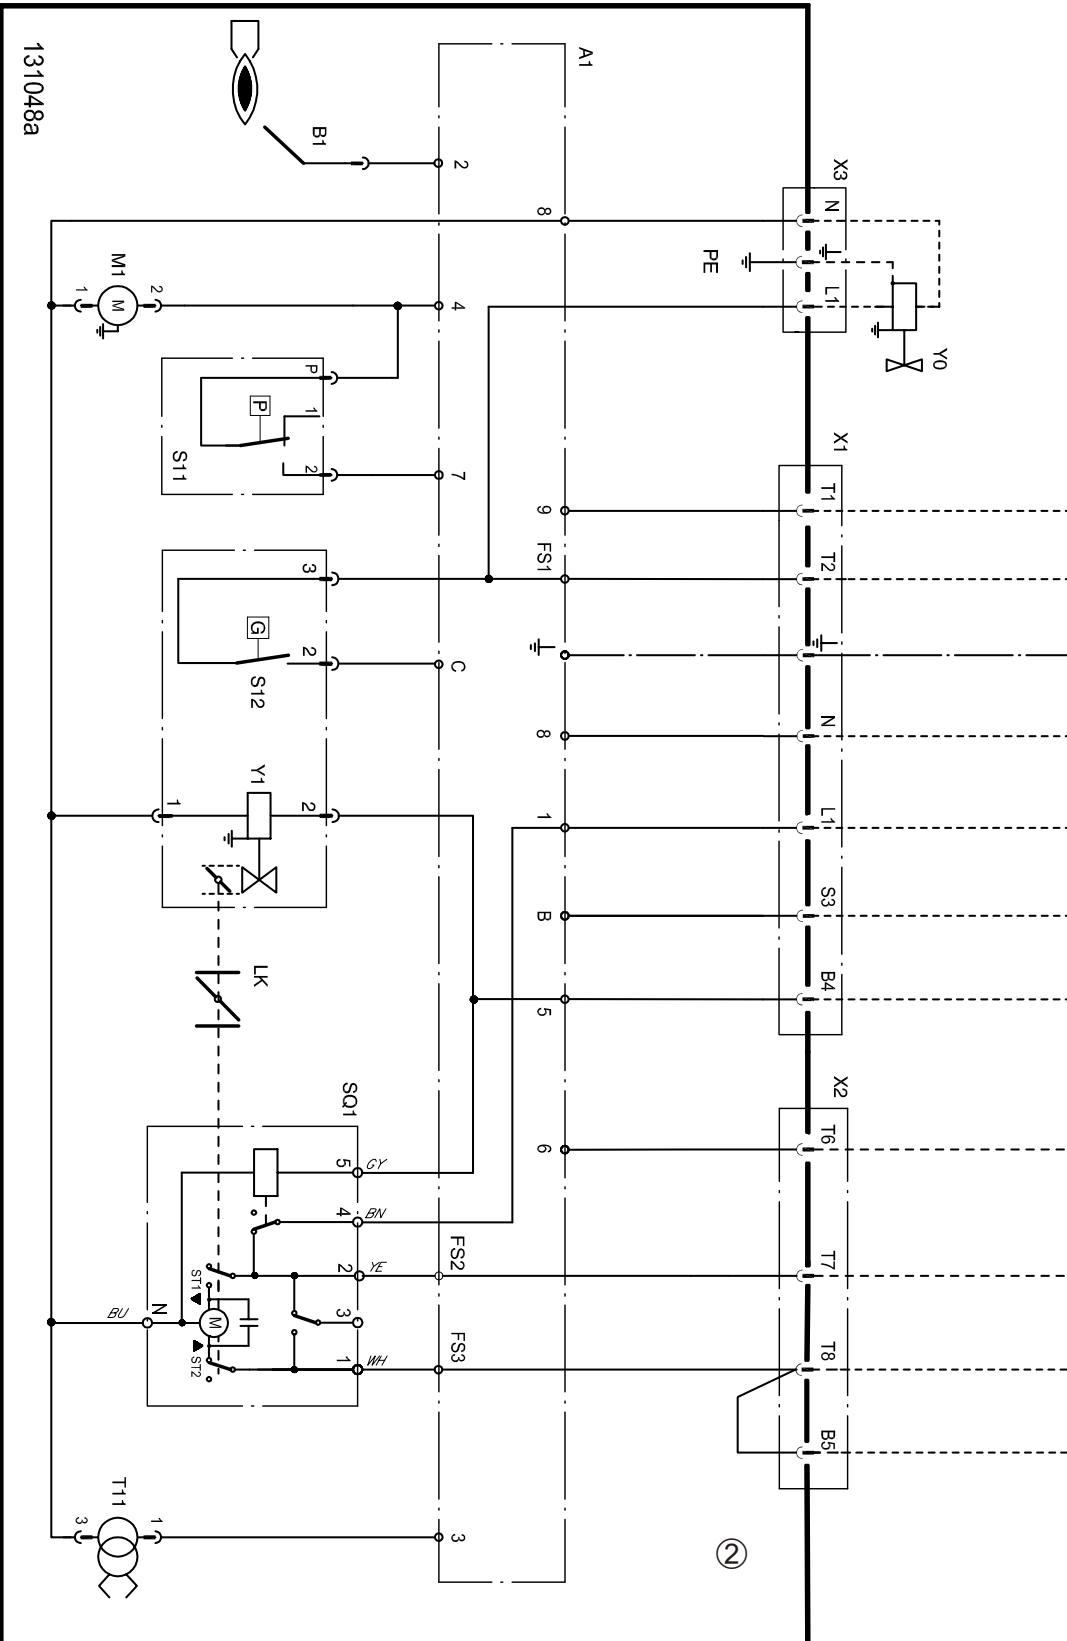 131048a
B1
A1
2
X3
8
N
PE
L1
Y0
M1
1
M
2
4
P
P
1
S11
2
7
X1
9
T1
FS1
T2
3
G
2
S12
C
8
N
Y1
1
2
1
L1
B
S3
LK
5
B4
SQ1
X2
6
T6
5
GY
4
BN
FS2
2
YE
T7
ST1
BU
N
M
3
ST2
1
WH
FS3
T8
B5
T11
3
1
3
2